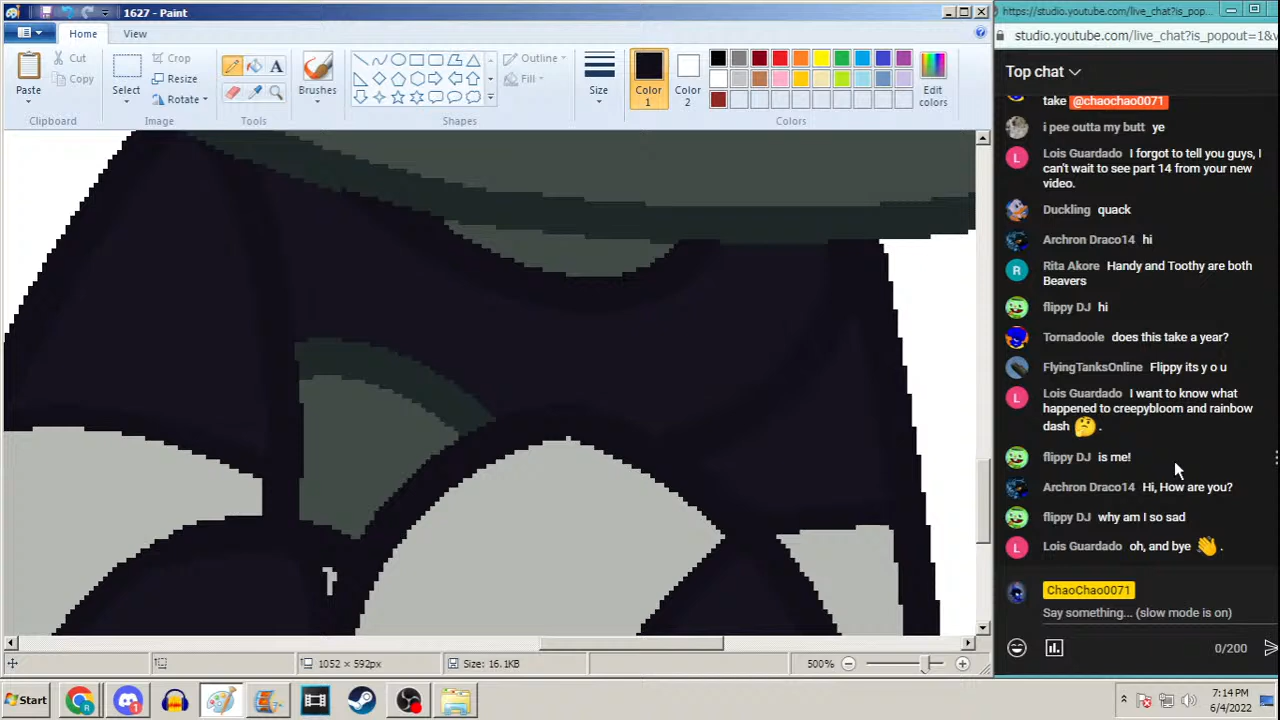 1627 - Paint
https://studio.youtube.com/live_chat?is_pop...
Home
View
https://studio.youtube.com/live_chat?is_popout=1&v
Paste
Cut
Copy
Clipboard
Select
Crop
Resize
Rotate
Image
Tools
Brushes
Shapes
Outline
Fill
Size
Color 1
Color 2
Colors
Edit colors
Top chat
take @chaochao0071
i pee outta my butt ye
Lois Guardado I forgot to tell you guys, I
can't wait to see part 14 from your new
video.
Duckling quack
Archron Draco14 hi
Rita Akore Handy and Toothy are both
Beavers
flippy DJ hi
Tornadoole does this take a year?
FlyingTanksOnline Flippy its y o u
Lois Guardado I want to know what
happened to creepybloom and rainbow
dash 🤔 .
flippy DJ is me!
Archron Draco14 Hi, How are you?
flippy DJ why am I so sad
Lois Guardado oh, and bye 👋 .
ChaoChao0071
Say something... (slow mode is on)
0/200
1052 × 592px
Size: 16.1KB
500%
Start
7:14 PM
6/4/2022